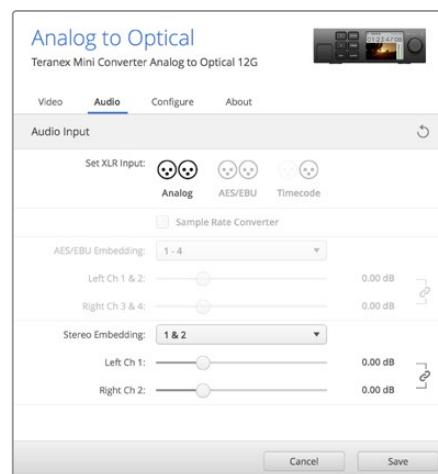 Analog to Optical
Teranex Mini Converter Analog to Optical 12G
Video Audio Configure About
Audio Input
Set XLR Input:
Analog AES/EBU Timecode
Sample Rate Converter
AES/EBU Embedding: 1 - 4
Left Ch 1 & 2: 0.00 dB
Right Ch 3 & 4: 0.00 dB
Stereo Embedding: 1 & 2
Left Ch 1: 0.00 dB
Right Ch 2: 0.00 dB
Cancel Save